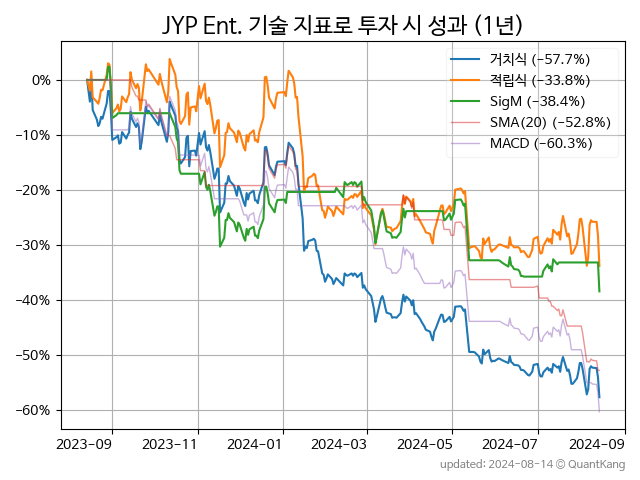 JYP Ent. 기술 지표로 투자 시 성과 (1년)
거치식 (−57.7%)
적립식 (−33.8%)
SigM (−38.4%)
SMA(20) (−52.8%)
MACD (−60.3%)
0%
−10%
−20%
−30%
−40%
−50%
−60%
2023-09 2023-11 2024-01 2024-03 2024-05 2024-07 2024-09
updated: 2024-08-14 © QuantKang